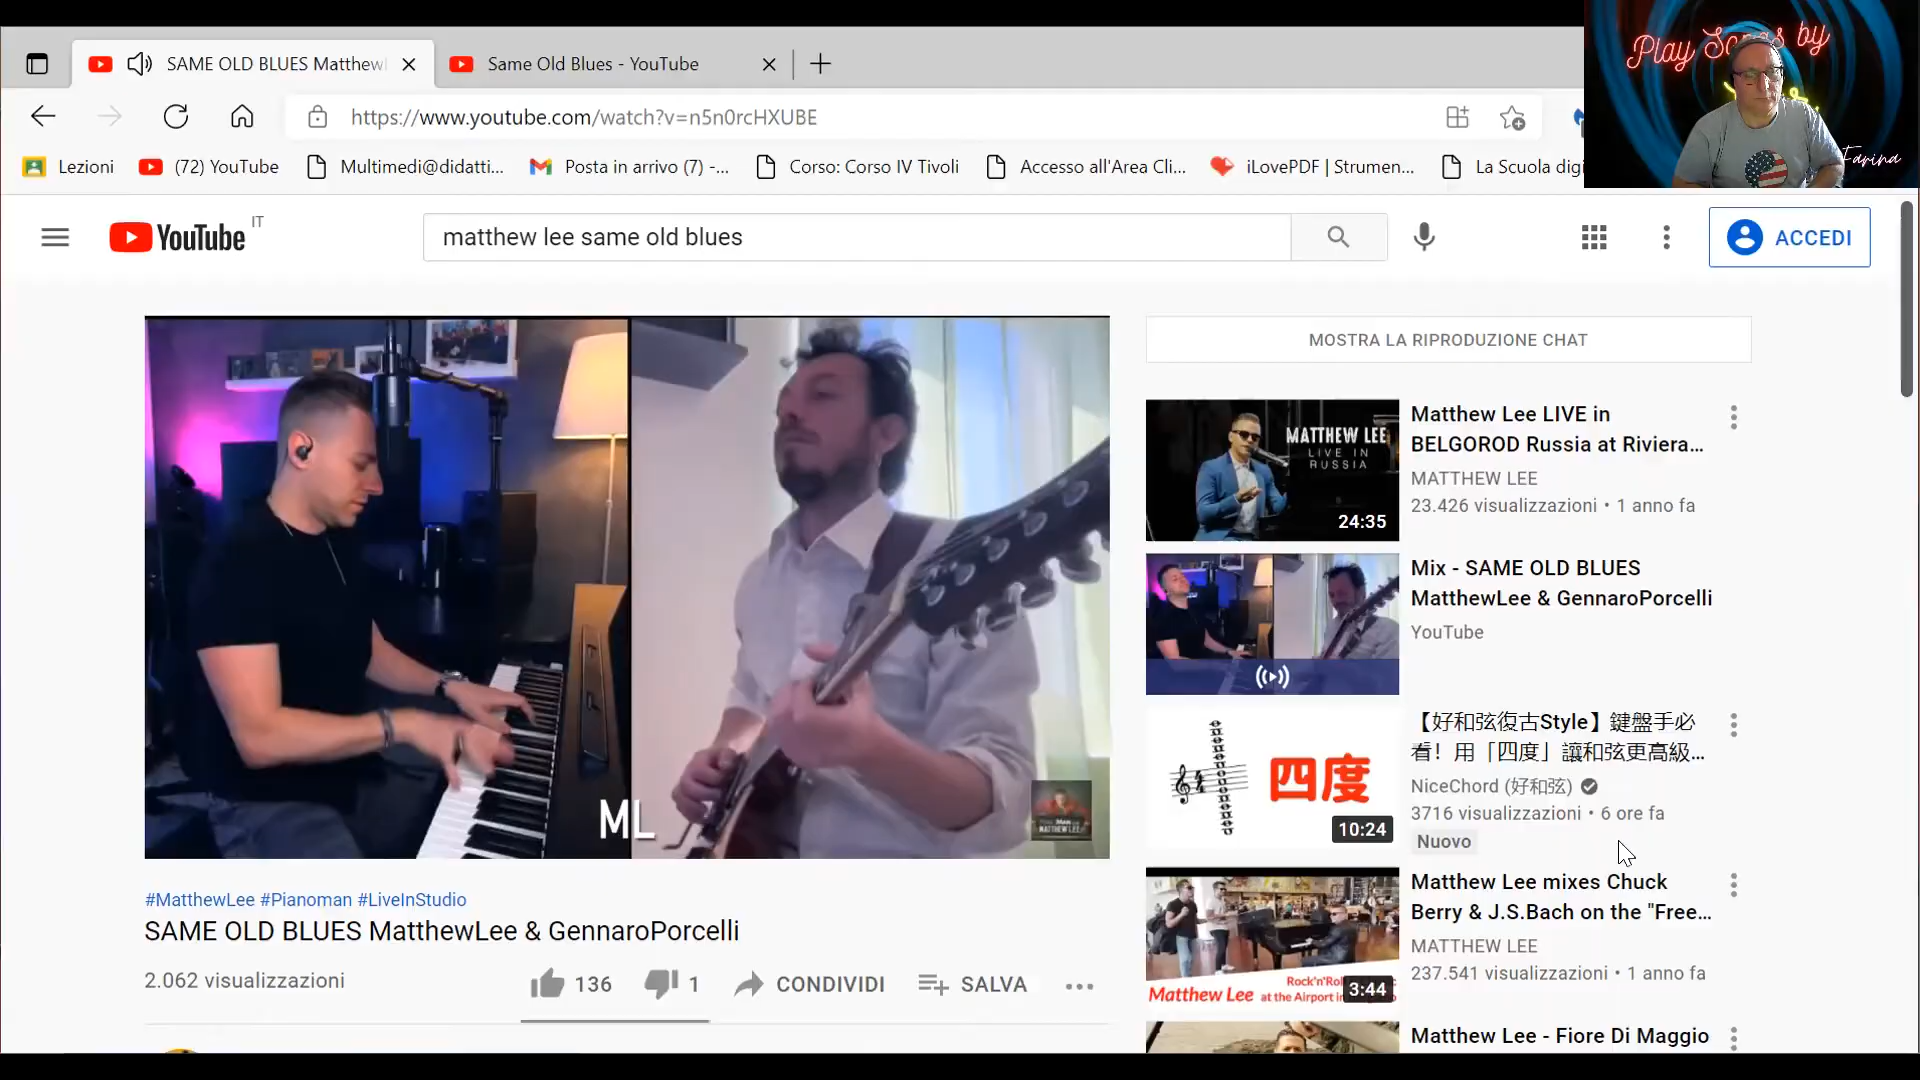 SAME OLD BLUES Matthew
Same Old Blues - YouTube
Play Songs by
Farina
https://www.youtube.com/watch?v=n5n0rcHXUBE
Lezioni
(72) YouTube
Multimedi@didatti...
Posta in arrivo (7) -...
Corso: Corso IV Tivoli
Accesso all'Area Cli...
iLovePDF | Strumen...
La Scuola digi
YouTube IT
matthew lee same old blues
ACCEDI
ML
#MatthewLee #Pianoman #LiveInStudio
SAME OLD BLUES MatthewLee & GennaroPorcelli
2.062 visualizzazioni
136
1
CONDIVIDI
SALVA
MOSTRA LA RIPRODUZIONE CHAT
MATTHEW LEE
LIVE IN
RUSSIA
24:35
Matthew Lee LIVE in
BELGOROD Russia at Riviera...
MATTHEW LEE
23.426 visualizzazioni • 1 anno fa
Mix - SAME OLD BLUES
MatthewLee & GennaroPorcelli
YouTube
四度
10:24
【好和弦復古Style】鍵盤手必
看！用「四度」讓和弦更高級...
NiceChord (好和弦)
3716 visualizzazioni • 6 ore fa
Nuovo
Matthew Lee
Rock'n'Rol
at the Airport in
3:44
Matthew Lee mixes Chuck
Berry & J.S.Bach on the "Free...
MATTHEW LEE
237.541 visualizzazioni • 1 anno fa
Matthew Lee - Fiore Di Maggio